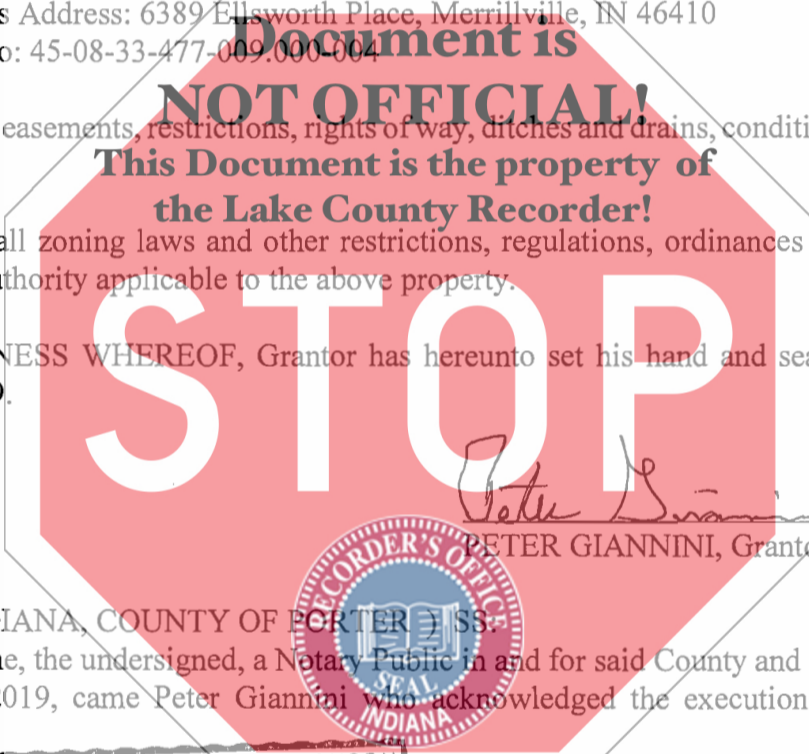 s Address: 6389 Ellsworth Place, Merrillville, IN 46410
Document is
o: 45-08-33-477-009.000-004
NOT OFFICIAL!
easements, restrictions, rights of way, ditches and drains, conditi
This Document is the property of
the Lake County Recorder!
all zoning laws and other restrictions, regulations, ordinances
thority applicable to the above property.
STOP
NESS WHEREOF, Grantor has hereunto set his hand and sea
9.
Peter Giannini
PETER GIANNINI, Granto
RECORDER'S OFFICE
IANA, COUNTY OF PORTER ) SS:
e, the undersigned, a Notary Public in and for said County and
SEAL
2019, came Peter Giannini who acknowledged the execution
INDIANA